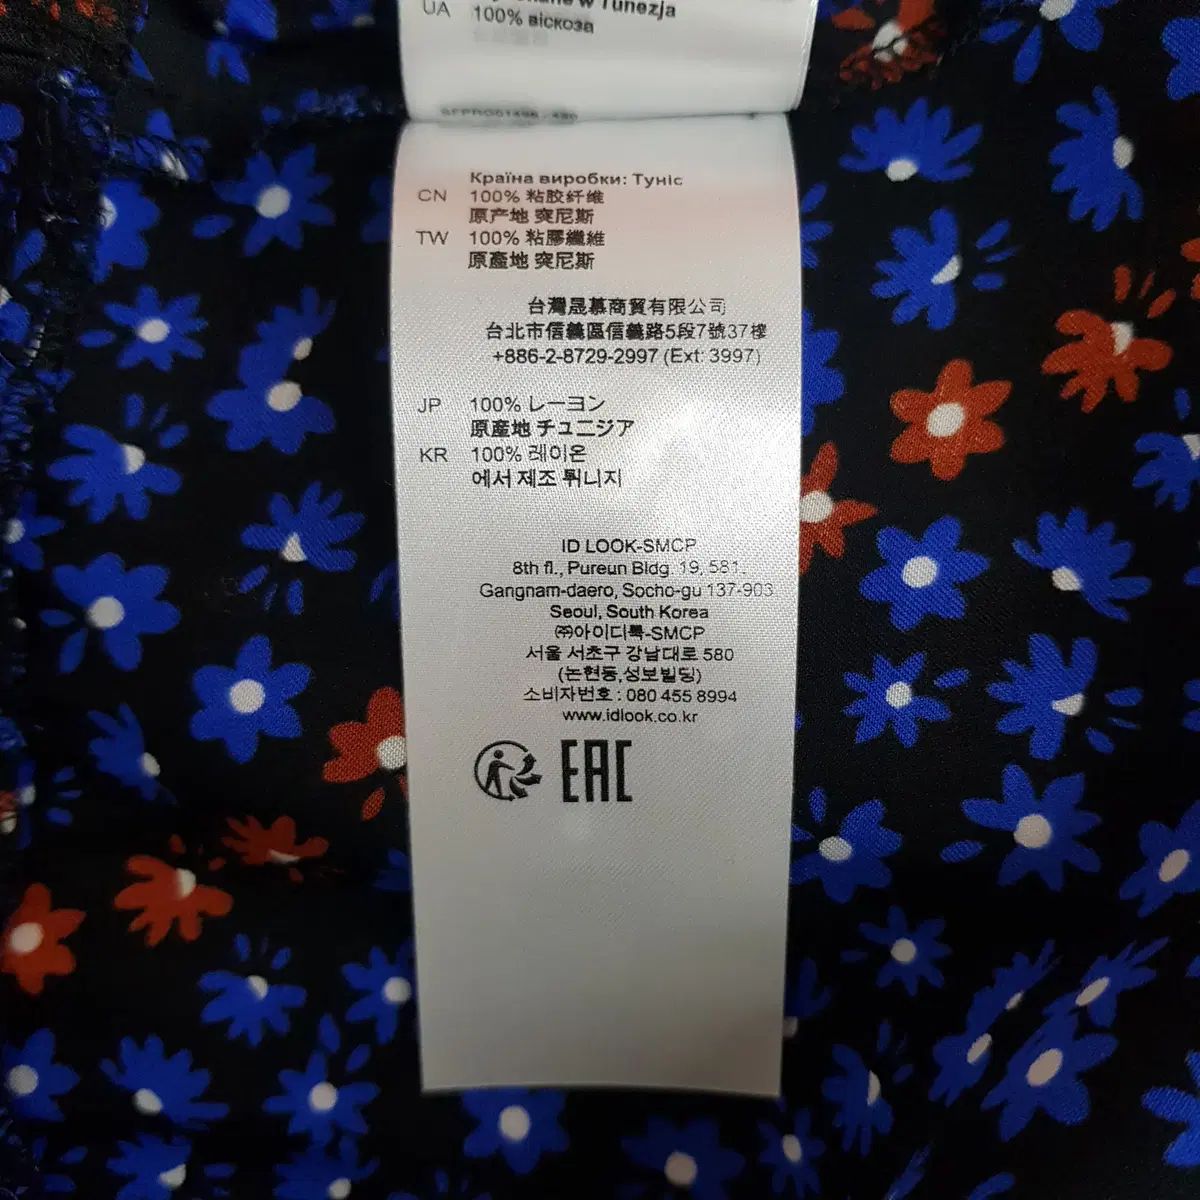 w Tunezja
UA 100% віскоза
Країна виробки: Туніс
CN 100% 粘胶纤维
原产地 突尼斯
TW 100% 粘膠纖維
原產地 突尼斯
台灣晟慕商貿有限公司
台北市信義區信義路5段7號37樓
+886-2-8729-2997 (Ext: 3997)
JP 100% レーヨン
原産地 チュニジア
KR 100% 레이온
에서 제조 튀니지
ID LOOK-SMCP
8th fl., Pureun Bldg. 19, 581.
Gangnam-daero, Socho-gu 137-903
Seoul, South Korea
㈜아이디룩-SMCP
서울 서초구 강남대로 580
(논현동,성보빌딩)
소비자번호 : 080 455 8994
www.idlook.co.kr
EAC